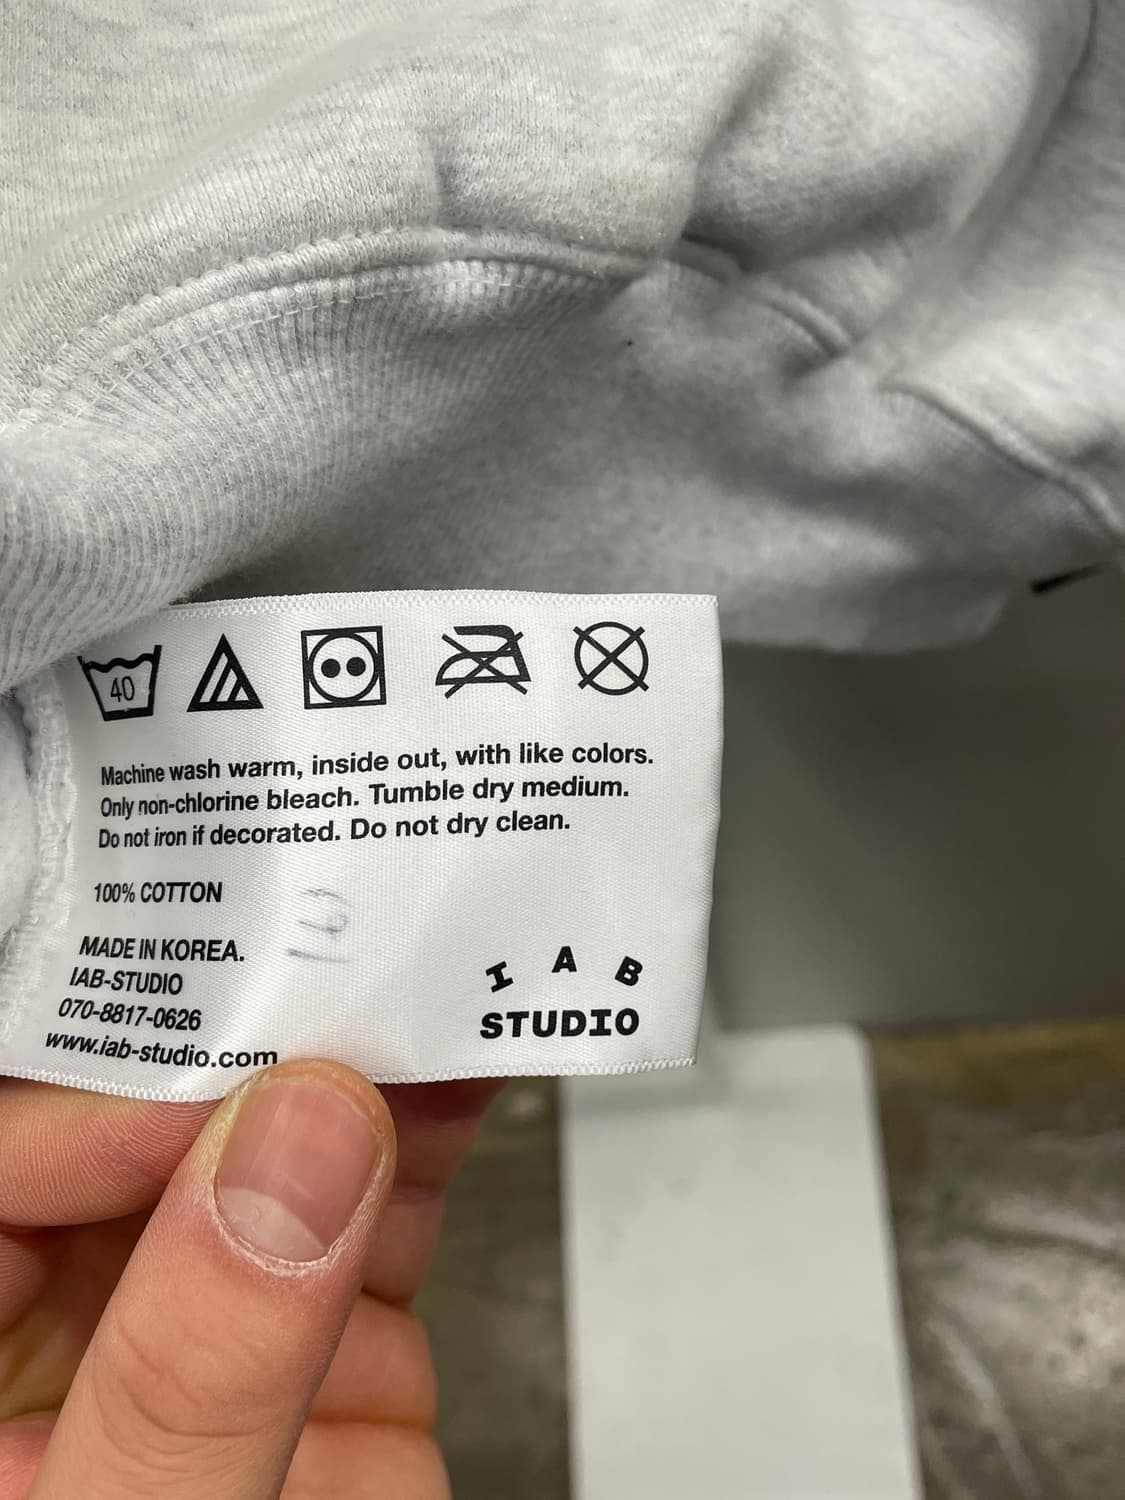 40
Machine wash warm, inside out, with like colors.
Only non-chlorine bleach. Tumble dry medium.
Do not iron if decorated. Do not dry clean.
100% COTTON
MADE IN KOREA.
IAB-STUDIO
070-8817-0626
www.iab-studio.com
I A B
STUDIO